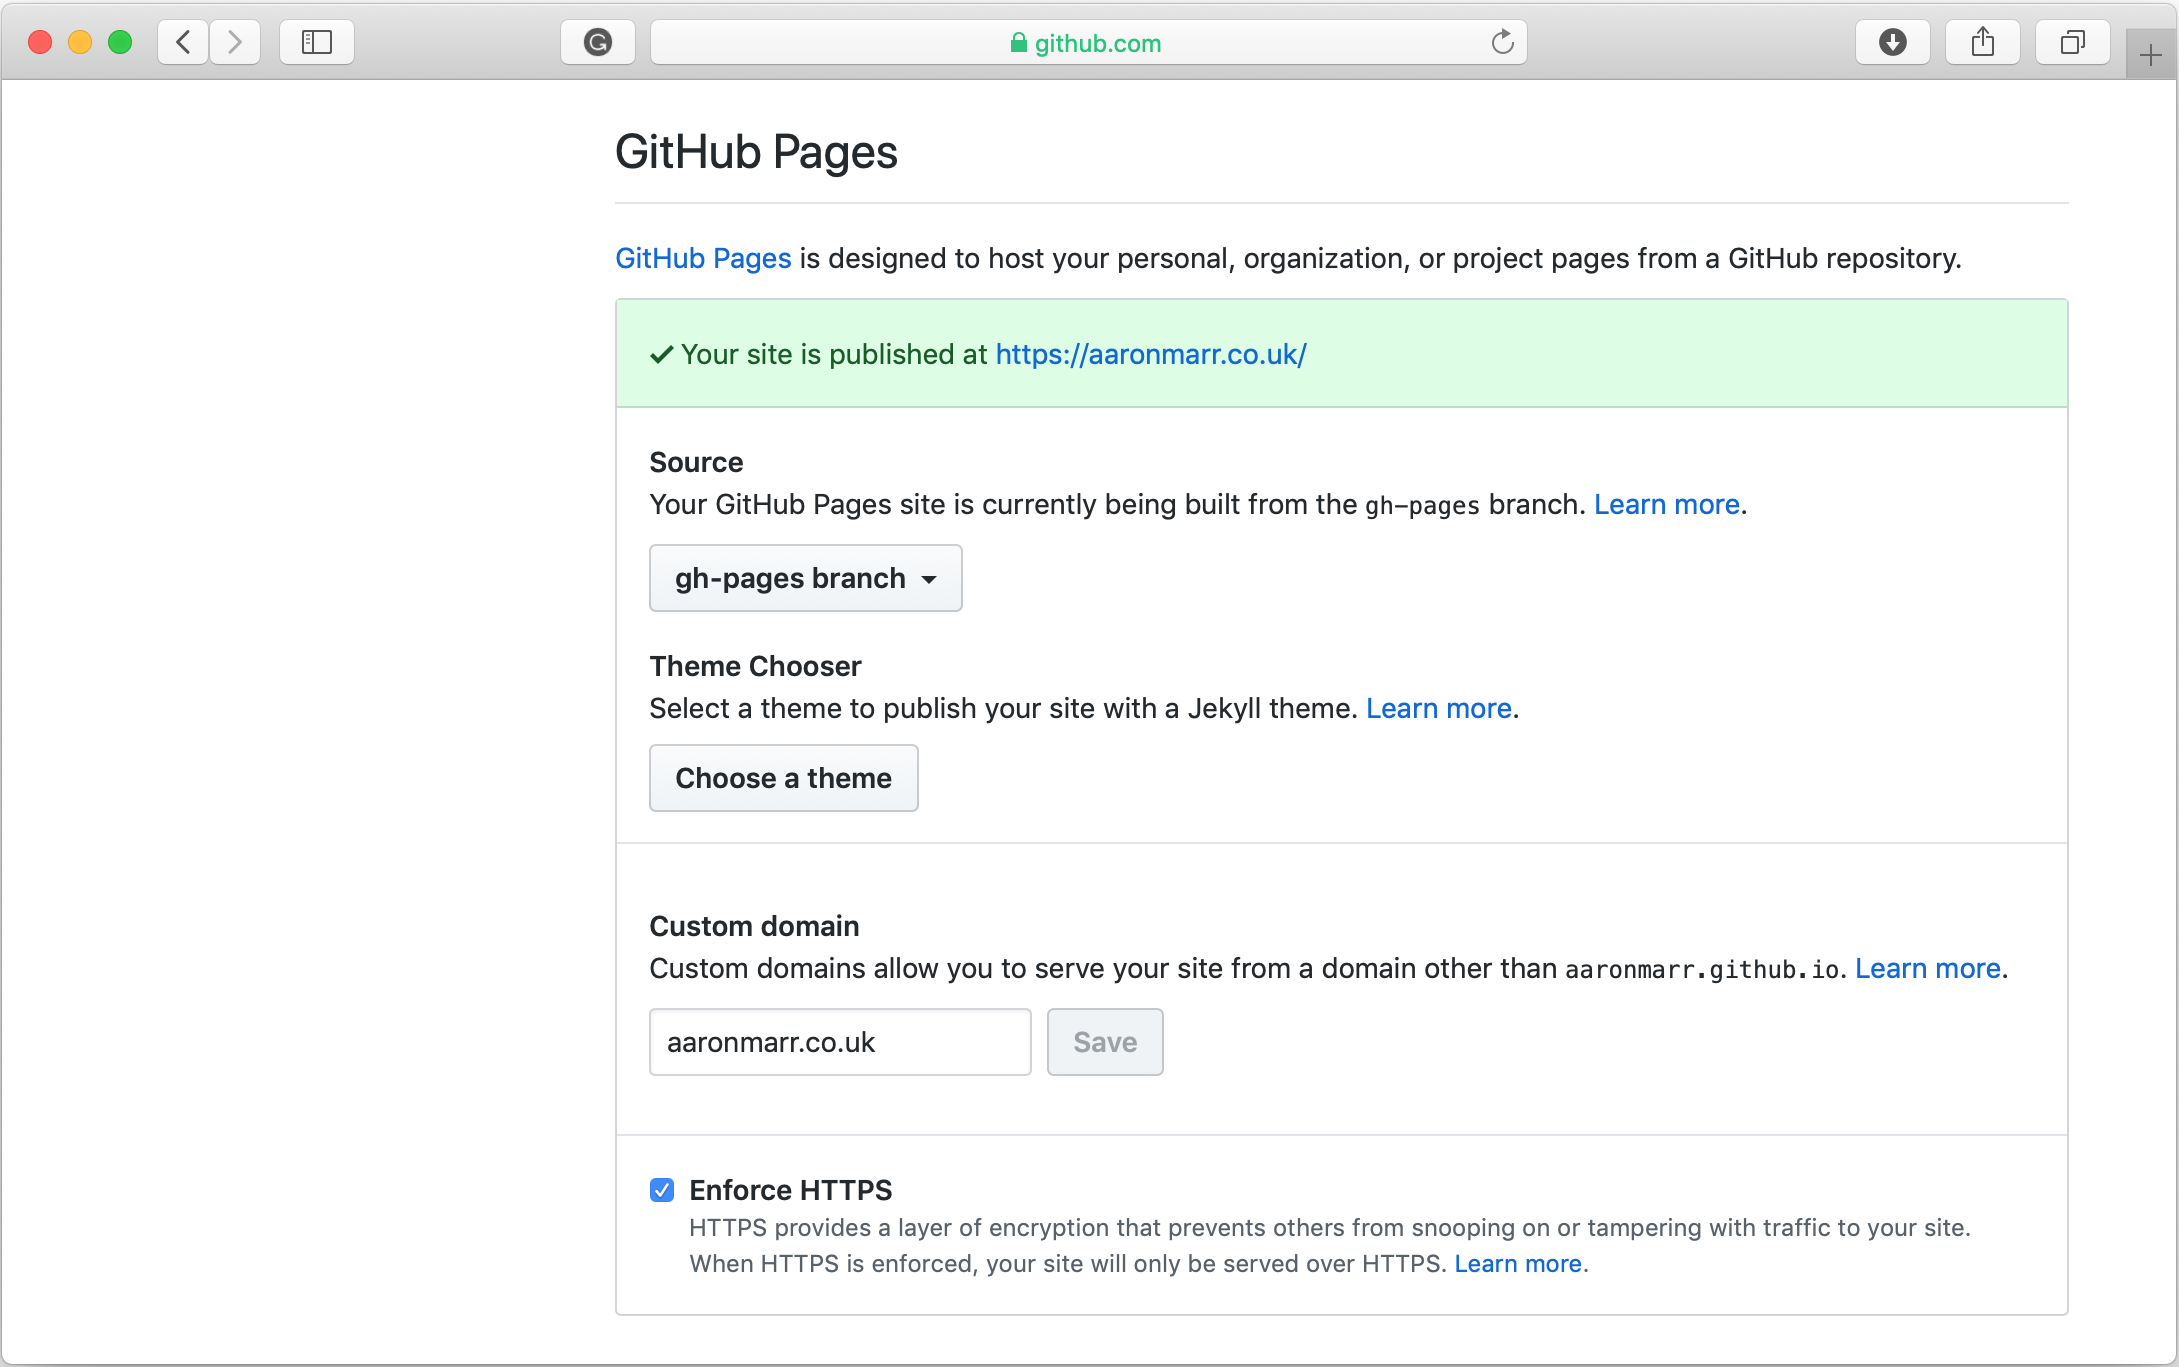 github.com
GitHub Pages
GitHub Pages is designed to host your personal, organization, or project pages from a GitHub repository.
Your site is published at https://aaronmarr.co.uk/
Source
Your GitHub Pages site is currently being built from the gh-pages branch. Learn more.
gh-pages branch
Theme Chooser
Select a theme to publish your site with a Jekyll theme. Learn more.
Choose a theme
Custom domain
Custom domains allow you to serve your site from a domain other than aaronmarr.github.io. Learn more.
aaronmarr.co.uk Save
Enforce HTTPS
HTTPS provides a layer of encryption that prevents others from snooping on or tampering with traffic to your site.
When HTTPS is enforced, your site will only be served over HTTPS. Learn more.